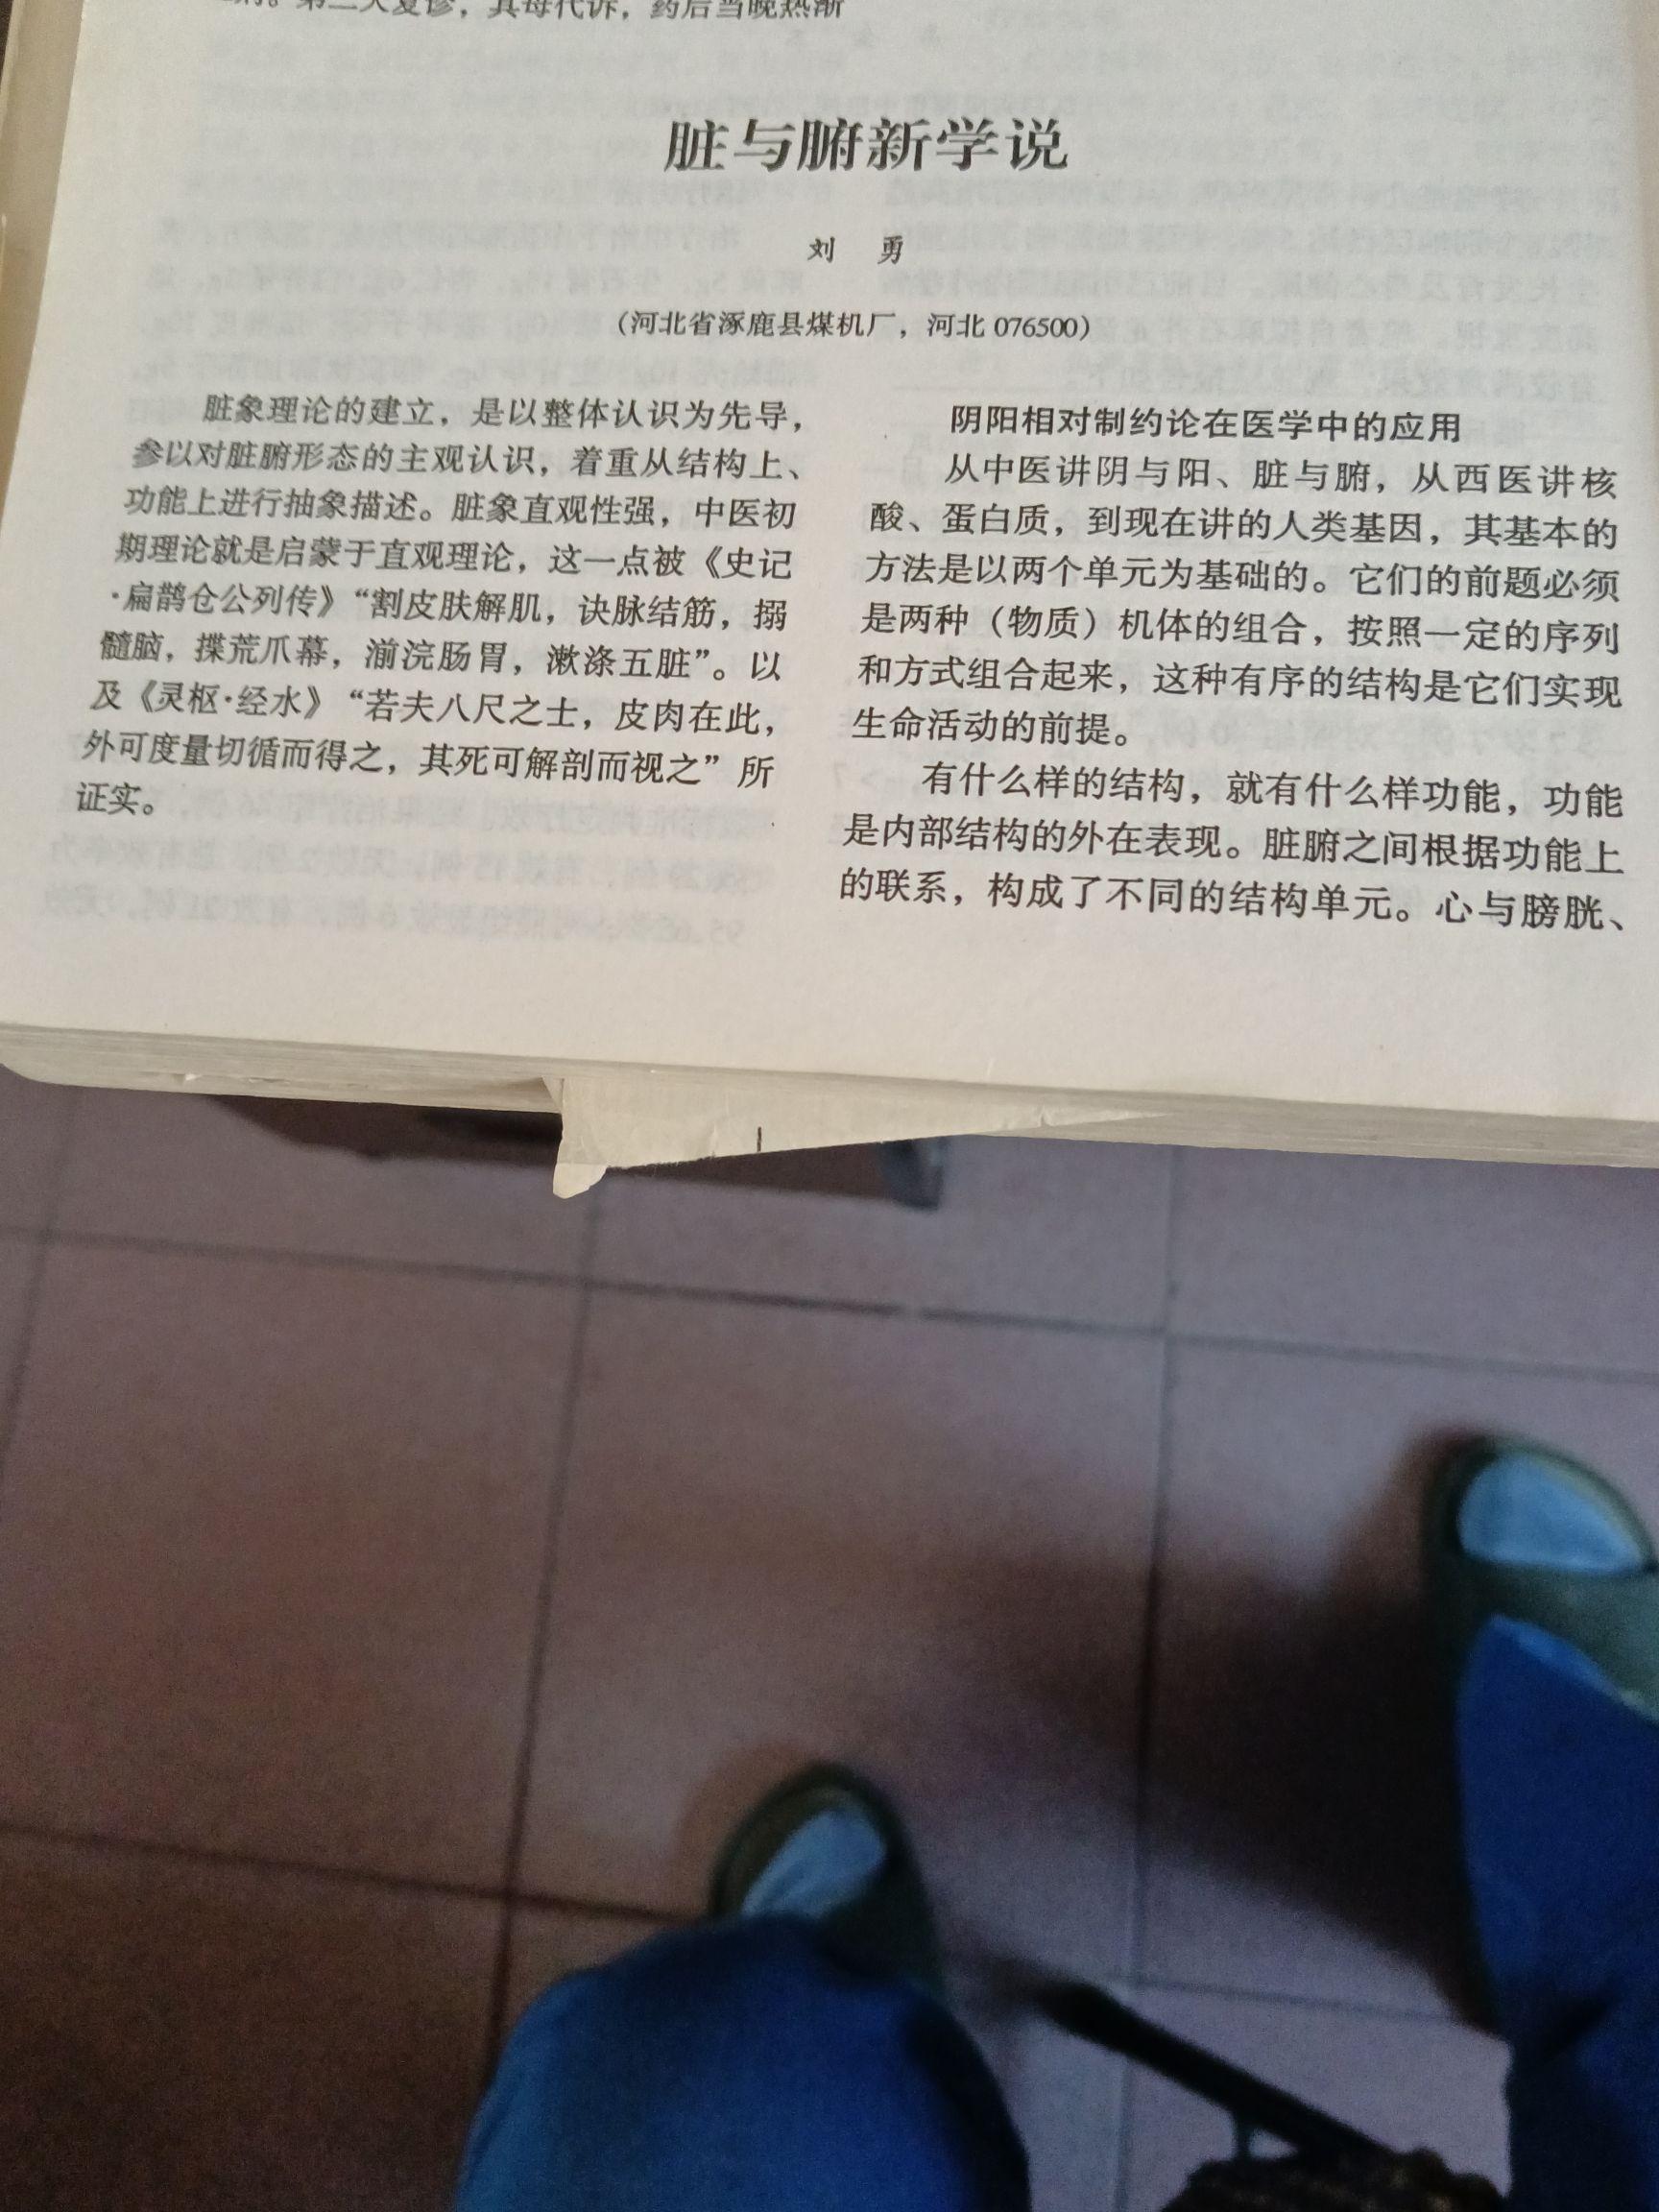 第二天复诊，其母代诉，药后当晚热渐
脏与腑新学说
刘 勇
（河北省涿鹿县煤机厂，河北 076500）
脏象理论的建立，是以整体认识为先导，
参以对脏腑形态的主观认识，着重从结构上、
功能上进行抽象描述。脏象直观性强，中医初
期理论就是启蒙于直观理论，这一点被《史记
·扁鹊仓公列传》“割皮肤解肌，诀脉结筋，搦
髓脑，揲荒爪幕，湔浣肠胃，漱涤五脏”。以
及《灵枢·经水》“若夫八尺之士，皮肉在此，
外可度量切循而得之，其死可解剖而视之”所
证实。
阴阳相对制约论在医学中的应用
从中医讲阴与阳、脏与腑，从西医讲核
酸、蛋白质，到现在讲的人类基因，其基本的
方法是以两个单元为基础的。它们的前题必须
是两种（物质）机体的组合，按照一定的序列
和方式组合起来，这种有序的结构是它们实现
生命活动的前提。
有什么样的结构，就有什么样功能，功能
是内部结构的外在表现。脏腑之间根据功能上
的联系，构成了不同的结构单元。心与膀胱、